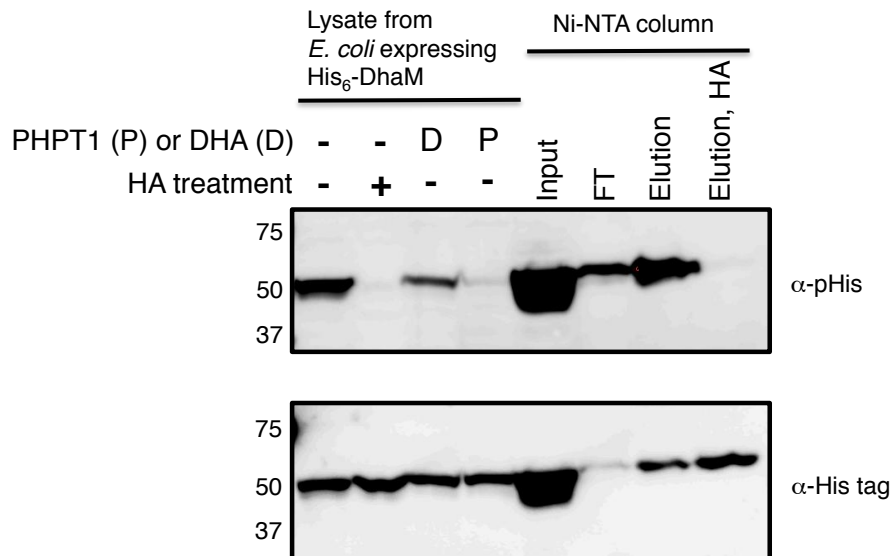 Lysate from
E. coli expressing
His₆-DhaM
Ni-NTA column
PHPT1 (P) or DHA (D) - - D P
HA treatment - + - -
Input
FT
Elution
Elution, HA
75
50
37
α-pHis
75
50
37
α-His tag